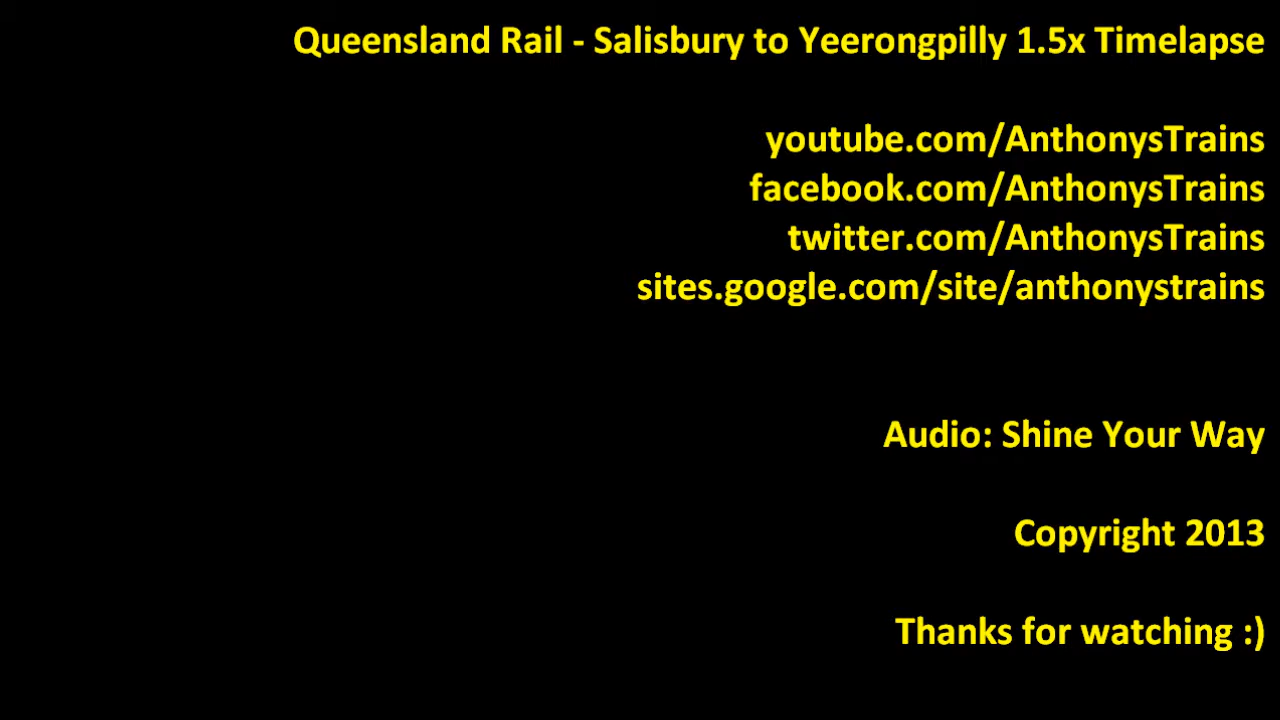 Queensland Rail - Salisbury to Yeerongpilly 1.5x Timelapse
youtube.com/AnthonysTrains
facebook.com/AnthonysTrains
twitter.com/AnthonysTrains
sites.google.com/site/anthonystrains
Audio: Shine Your Way
Copyright 2013
Thanks for watching :)